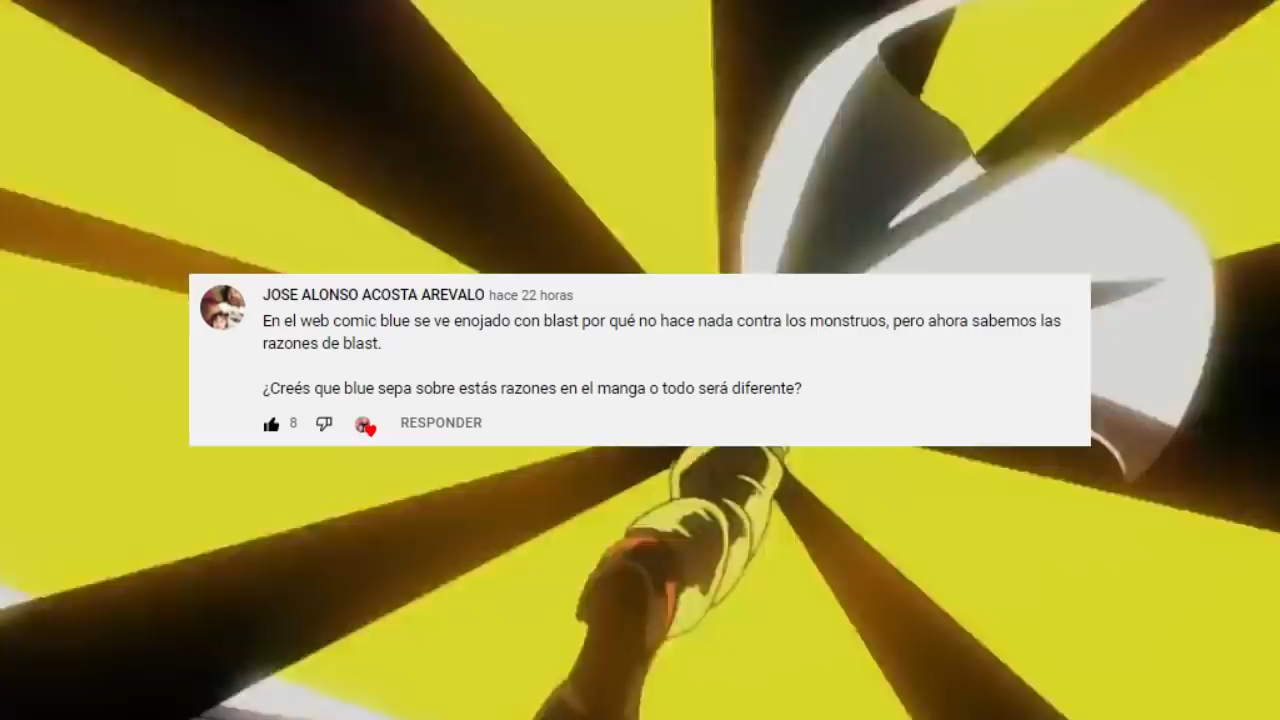 JOSE ALONSO ACOSTA AREVALO hace 22 horas
En el web comic blue se ve enojado con blast por qué no hace nada contra los monstruos, pero ahora sabemos las
razones de blast.
¿Creés que blue sepa sobre estás razones en el manga o todo será diferente?
8 RESPONDER